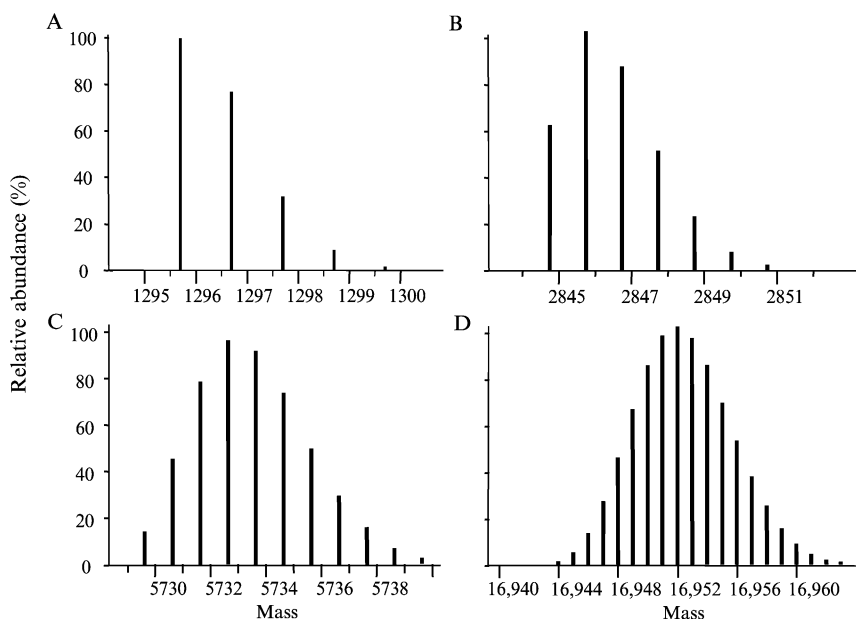 A
B
100
80
60
40
20
0
1295 1296 1297 1298 1299 1300
2845 2847 2849 2851
Relative abundance (%)
C
D
100
80
60
40
20
0
5730 5732 5734 5736 5738
16,940 16,944 16,948 16,952 16,956 16,960
Mass
Mass